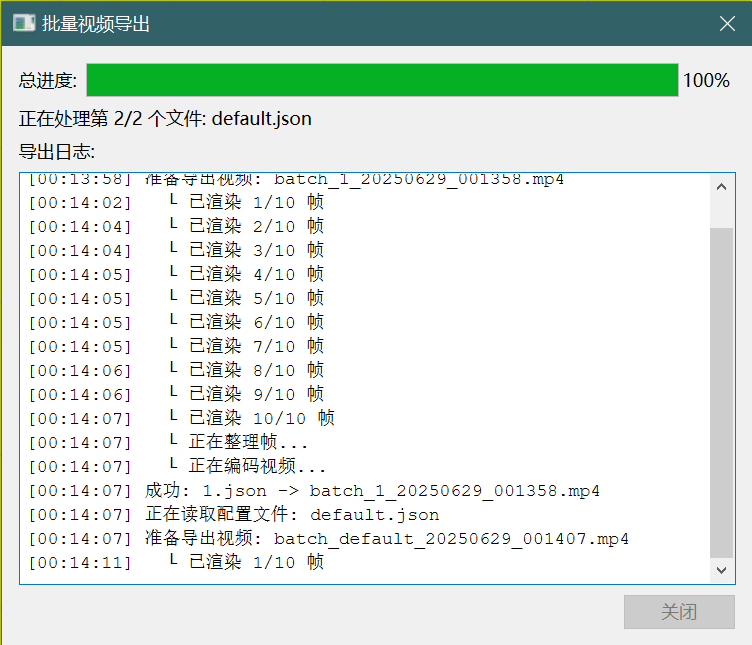 批量视频导出
总进度: 100%
正在处理第 2/2 个文件: default.json
导出日志:
[00:13:58] 准备导出视频: batch_1_20250629_001358.mp4
[00:14:02] └ 已渲染 1/10 帧
[00:14:04] └ 已渲染 2/10 帧
[00:14:04] └ 已渲染 3/10 帧
[00:14:05] └ 已渲染 4/10 帧
[00:14:05] └ 已渲染 5/10 帧
[00:14:05] └ 已渲染 6/10 帧
[00:14:05] └ 已渲染 7/10 帧
[00:14:06] └ 已渲染 8/10 帧
[00:14:06] └ 已渲染 9/10 帧
[00:14:07] └ 已渲染 10/10 帧
[00:14:07] └ 正在整理帧...
[00:14:07] └ 正在编码视频...
[00:14:07] 成功: 1.json -> batch_1_20250629_001358.mp4
[00:14:07] 正在读取配置文件: default.json
[00:14:07] 准备导出视频: batch_default_20250629_001407.mp4
[00:14:11] └ 已渲染 1/10 帧
关闭